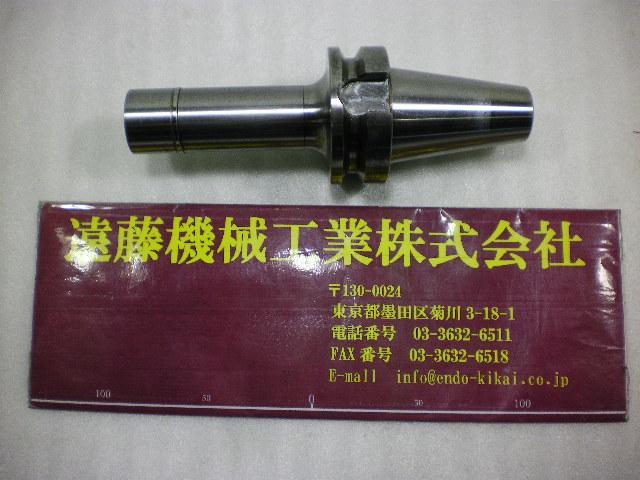 遠藤機械工業株式会社
〒130-0024
東京都墨田区菊川 3-18-1
電話番号 03-3632-6511
FAX 番号 03-3632-6518
E-mall info@endo-kikai.co.jp
100 50 0 50 100